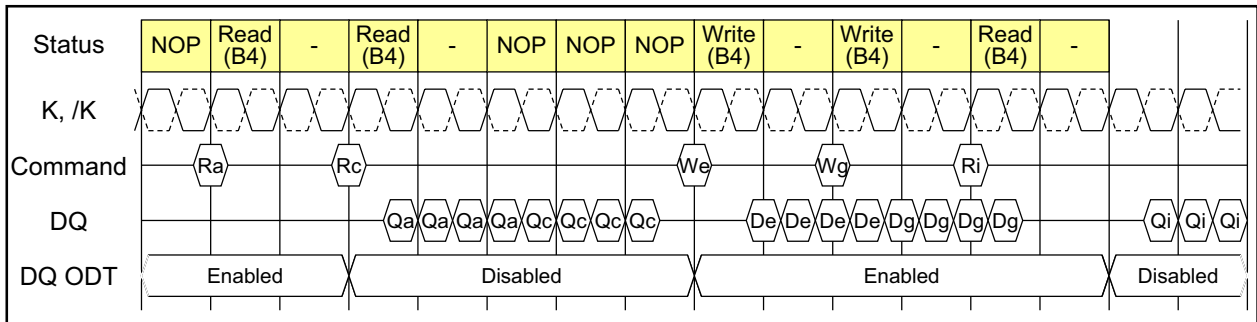 Status NOP Read (B4) - Read (B4) - NOP NOP NOP Write (B4) - Write (B4) - Read (B4) -
K, /K
Command Ra Rc We Wg Ri
DQ Qa Qa Qa Qa Qc Qc Qc Qc De De De De Dg Dg Dg Dg Qi Qi Qi
DQ ODT Enabled Disabled Enabled Disabled